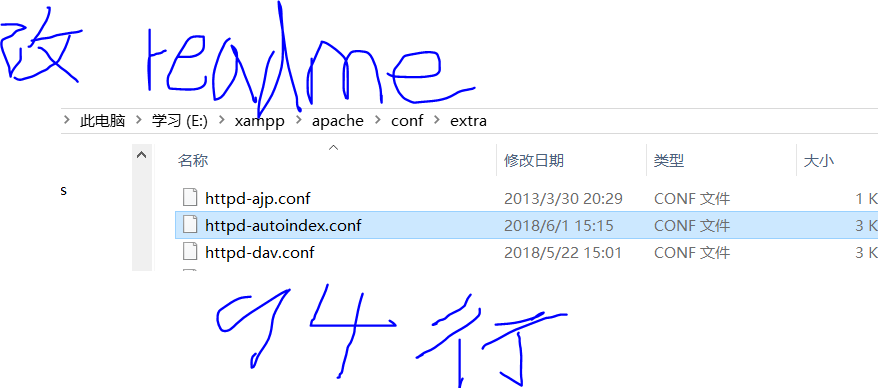 改 readme
此电脑 > 学习 (E:) > xampp > apache > conf > extra
名称 修改日期 类型 大小
s
httpd-ajp.conf 2013/3/30 20:29 CONF 文件 1 K
httpd-autoindex.conf 2018/6/1 15:15 CONF 文件 3 K
httpd-dav.conf 2018/5/22 15:01 CONF 文件 3 K
94行